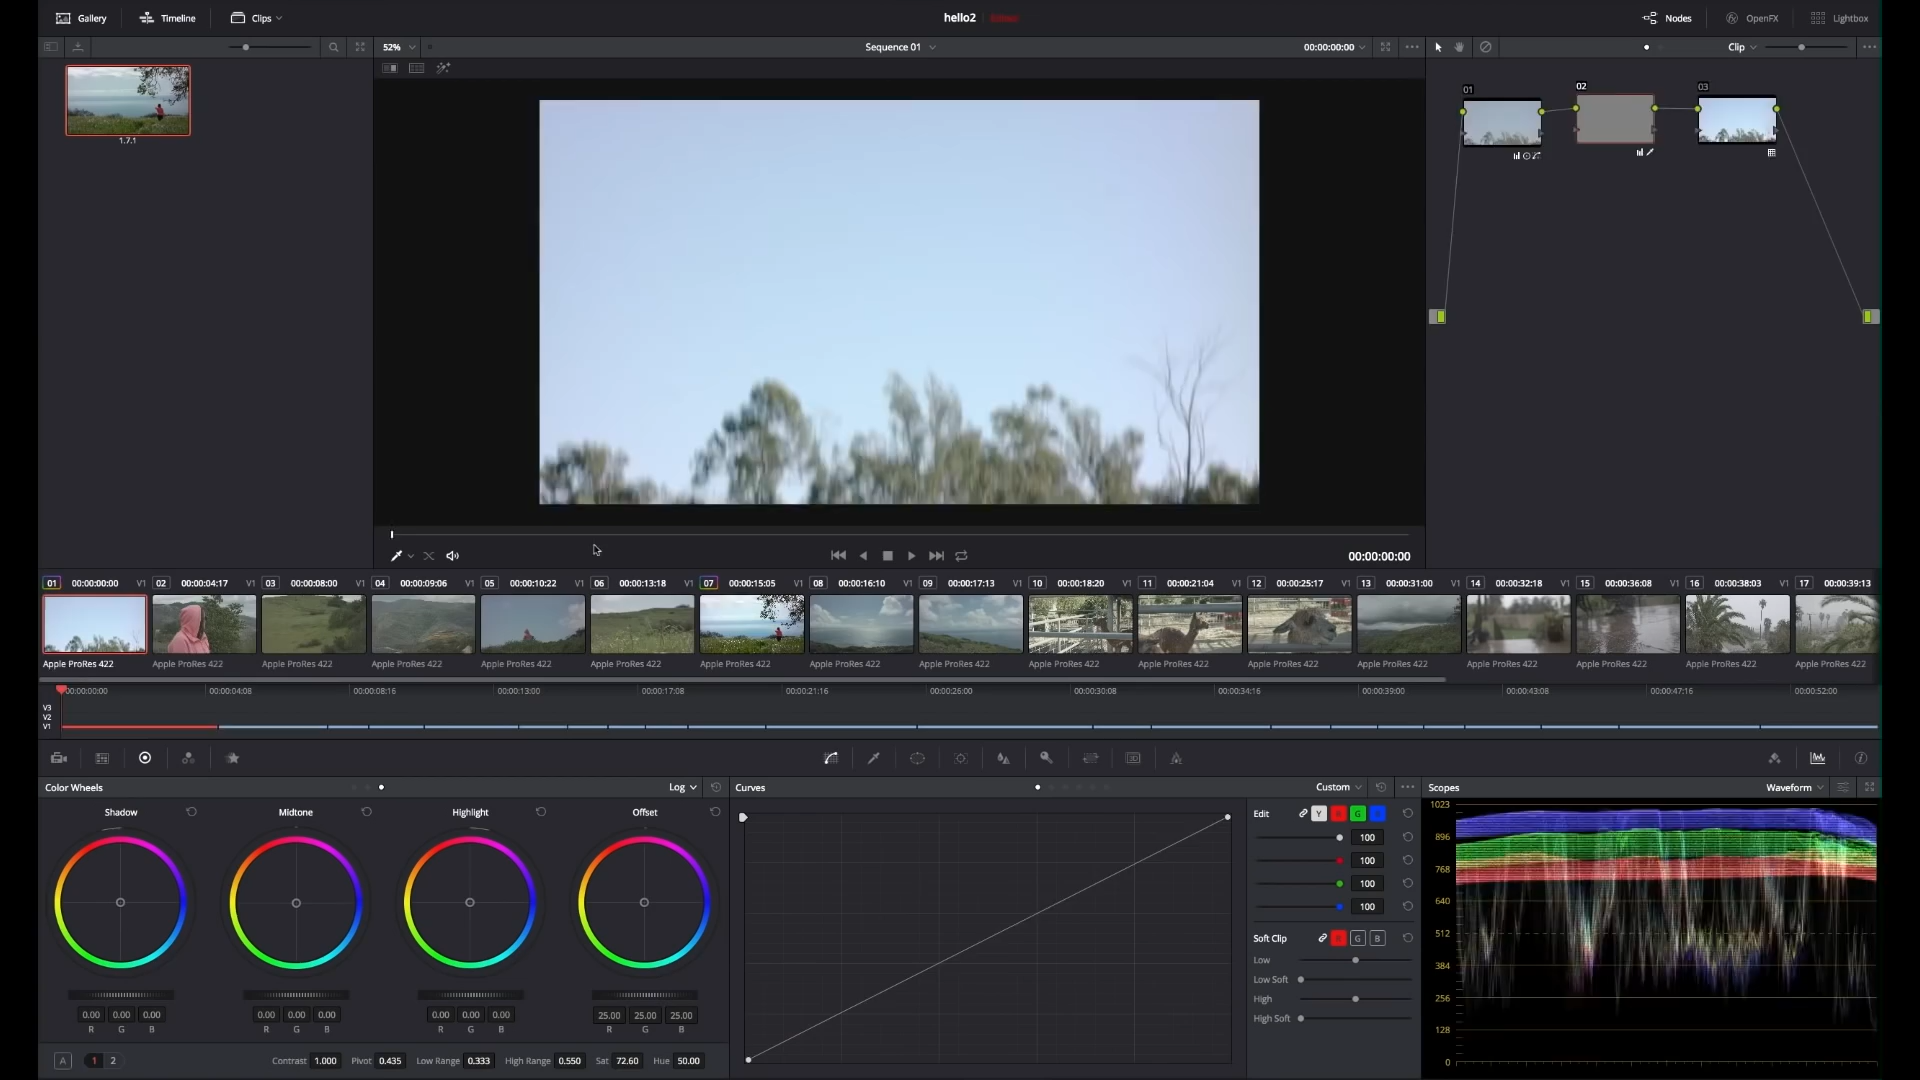 Gallery Timeline Clips hello2 Edited Nodes OpenFX Lightbox
52% Sequence 01 00:00:00:00 Clip
1.7.1
01 02 03
00:00:00:00
01 00:00:00:00 V1 02 00:00:04:17 V1 03 00:00:08:00 V1 04 00:00:09:06 V1 05 00:00:10:22 V1 06 00:00:13:18 V1 07 00:00:15:05 V1 08 00:00:16:10 V1 09 00:00:17:13 V1 10 00:00:18:20 V1 11 00:00:21:04 V1 12 00:00:25:17 V1 13 00:00:31:00 V1 14 00:00:32:18 V1 15 00:00:36:08 V1 16 00:00:38:03 V1 17 00:00:39:13
Apple ProRes 422 Apple ProRes 422 Apple ProRes 422 Apple ProRes 422 Apple ProRes 422 Apple ProRes 422 Apple ProRes 422 Apple ProRes 422 Apple ProRes 422 Apple ProRes 422 Apple ProRes 422 Apple ProRes 422 Apple ProRes 422 Apple ProRes 422 Apple ProRes 422 Apple ProRes 422 Apple ProRes 422
00:00:00:00 00:00:04:08 00:00:08:16 00:00:13:00 00:00:17:08 00:00:21:16 00:00:26:00 00:00:30:08 00:00:34:16 00:00:39:00 00:00:43:08 00:00:47:16 00:00:52:00
V3
V2
V1
Color Wheels Log
Shadow Midtone Highlight Offset
0.00 0.00 0.00 0.00 0.00 0.00 0.00 0.00 0.00 25.00 25.00 25.00
R G B R G B R G B R G B
A 1 2 Contrast 1.000 Pivot 0.435 Low Range 0.333 High Range 0.550 Sat 72.60 Hue 50.00
Curves Custom
Edit Y R G B
100
100
100
100
Soft Clip R G B
Low
Low Soft
High
High Soft
Scopes Waveform
1023
896
768
640
512
384
256
128
0